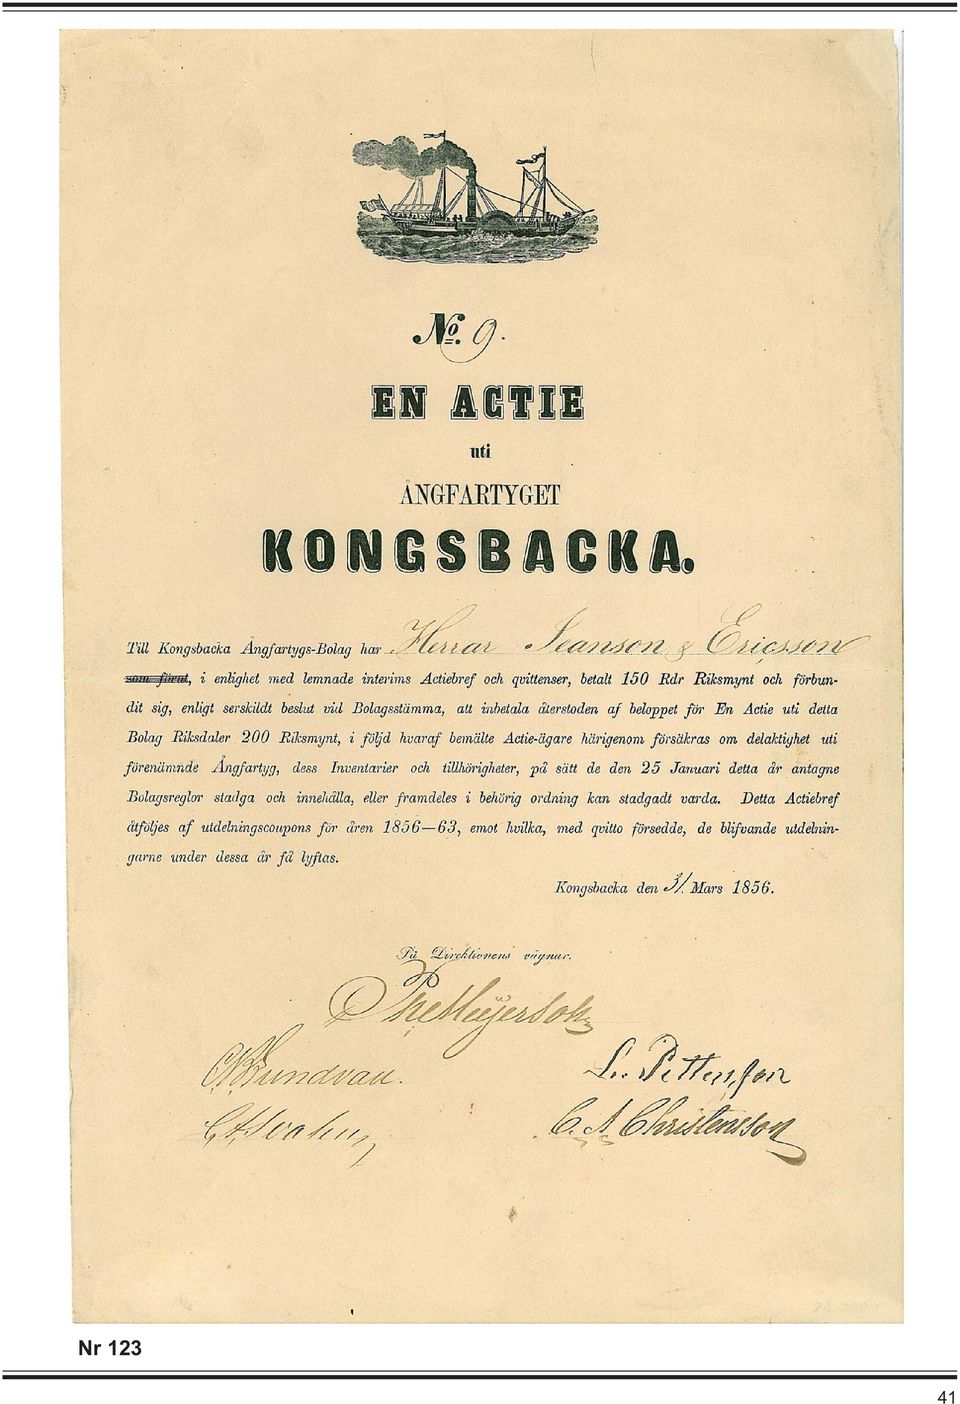 No. 9.
EN ACTIE
uti
ÅNGFARTYGET
KONGSBACKA.
Till Kongsbacka Ångfartygs-Bolag har Herrar Jeanson & Ericsson
som förut, i enlighet med lemnade interims Actiebref och qvittenser, betalt 150 Rdr Riksmynt och förbun-
dit sig, enligt serskildt beslut vid Bolagsstämma, att inbetala återstoden af beloppet för En Actie uti detta
Bolag Riksdaler 200 Riksmynt, i följd hvaraf bemälte Actie-ägare härigenom försäkras om delaktighet uti
förenämnde Ångfartyg, dess Inventarier och tillhörigheter, på sätt de den 25 Januari detta år antagne
Bolagsreglor stadga och innehålla, eller framdeles i behörig ordning kan stadgadt varda. Detta Actiebref
åtföljes af utdelningscoupons för åren 1856—63, emot hvilka, med qvitto försedde, de blifvande utdelnin-
garne under dessa år få lyftas.
Kongsbacka den 31. Mars 1856.
På Direktionens vägnar.
L. Pettersson
C. A Christensson
Nr 123
41